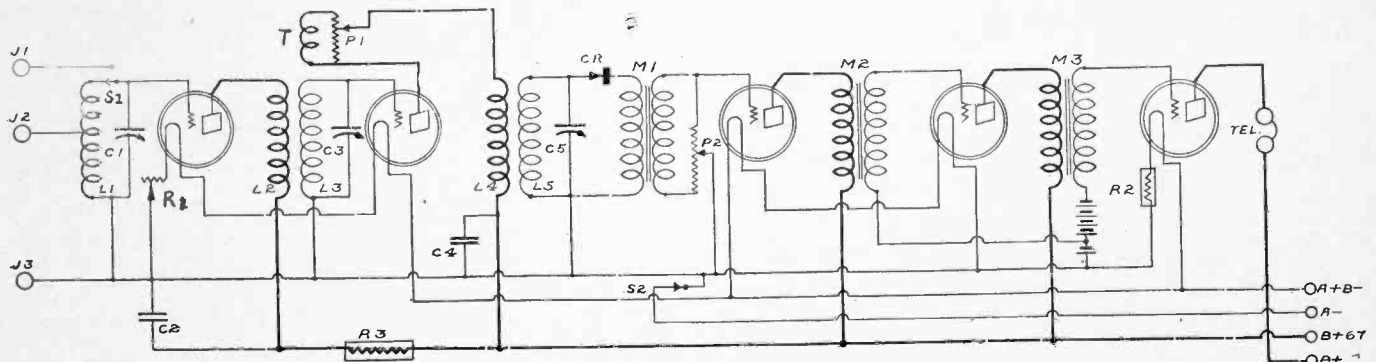 J1
J2
J3
S1
C1
L1
R1
C2
L2
L3
C3
T
P1
R3
C4
L4
L5
C5
CR
M1
P2
S2
M2
M3
R2
TEL.
A+B-
A-
B+67
B+